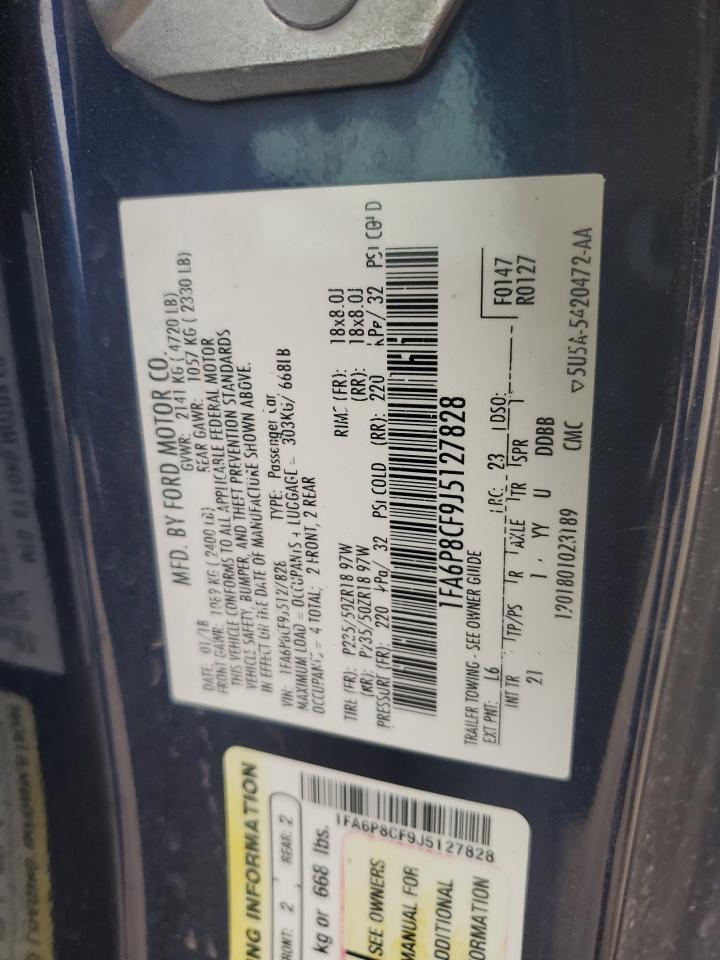 MFD. BY FORD MOTOR CO.
DATE: 01/18 GVWR: 2141 KG ( 4720 LB)
FRONT GAWR: 1089 KG ( 2400 LB) REAR GAWR: 1057 KG ( 2330 LB)
THIS VEHICLE CONFORMS TO ALL APPLICABLE FEDERAL MOTOR
VEHICLE SAFETY, BUMPER, AND THEFT PREVENTION STANDARDS
IN EFFECT ON THE DATE OF MANUFACTURE SHOWN ABOVE.
VIN: 1FA6P8CF9J5127828 TYPE: Passenger car
MAXIMUM LOAD = OCCUPANTS + LUGGAGE = 303KG/ 668LB
OCCUPANTS = 4 TOTAL, 2 FRONT, 2 REAR
TIRE (FR): P235/50ZR18 97W RIMS (FR): 18x8.0J
(RR): P235/50ZR18 97W (RR): 18x8.0J
PRESSURE (FR): 220 kPa/ 32 PSI COLD (RR): 220 kPa/ 32 PSI COLD
1FA6P8CF9J5127828
TRAILER TOWING - SEE OWNER GUIDE
EXT PNT: L6 RC: 23 DSO: F0147
INT TR TP/PS R AXLE TR SPR R0127
21 1 YY U DDBB
CMC
1201801023189 ▽5U5A-5420472-AA
NG INFORMATION
FRONT: 2 REAR: 2
kg or 668 lbs.
1FA6P8CF9J5127828
SEE OWNERS
MANUAL FOR
DDITIONAL
ORMATION